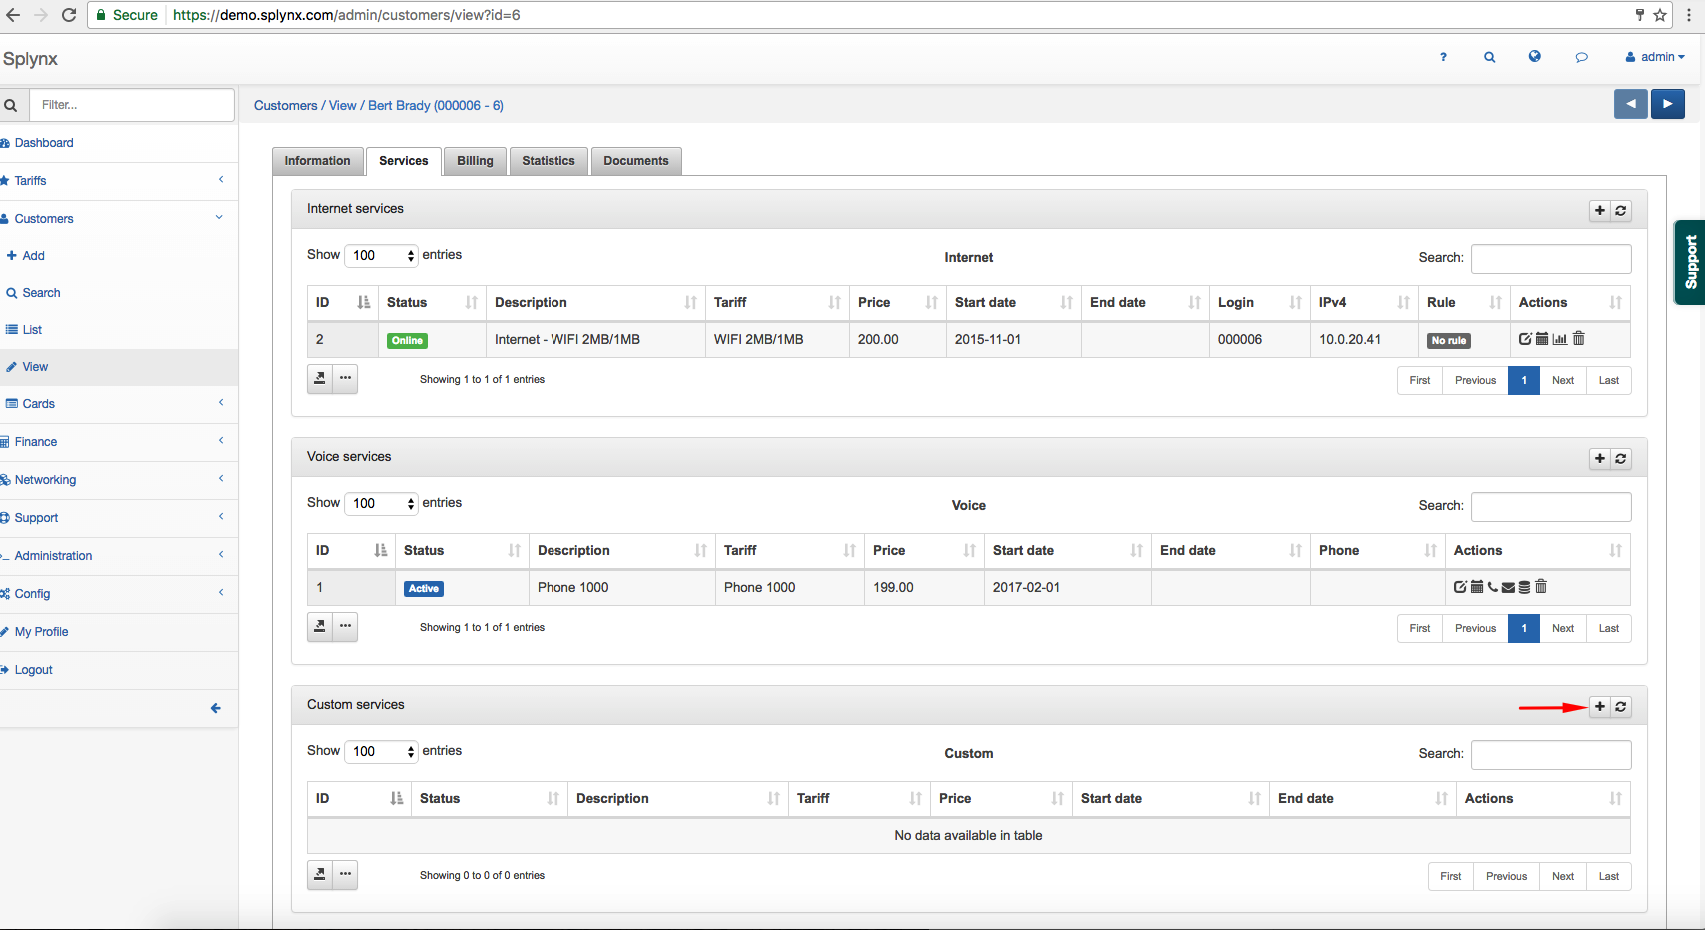 Secure https://demo.splynx.com/admin/customers/view?id=6
Splynx
? admin
Filter...
Customers / View / Bert Brady (000006 - 6)
Dashboard
Tariffs
Customers
Add
Search
List
View
Cards
Finance
Networking
Support
Administration
Config
My Profile
Logout
Information Services Billing Statistics Documents
Internet services
Show 100 entries Internet Search:
ID Status Description Tariff Price Start date End date Login IPv4 Rule Actions
2 Online Internet - WIFI 2MB/1MB WIFI 2MB/1MB 200.00 2015-11-01 000006 10.0.20.41 No rule
Showing 1 to 1 of 1 entries First Previous 1 Next Last
Voice services
Show 100 entries Voice Search:
ID Status Description Tariff Price Start date End date Phone Actions
1 Active Phone 1000 Phone 1000 199.00 2017-02-01
Showing 1 to 1 of 1 entries First Previous 1 Next Last
Custom services
Show 100 entries Custom Search:
ID Status Description Tariff Price Start date End date Actions
No data available in table
Showing 0 to 0 of 0 entries First Previous Next Last
Support